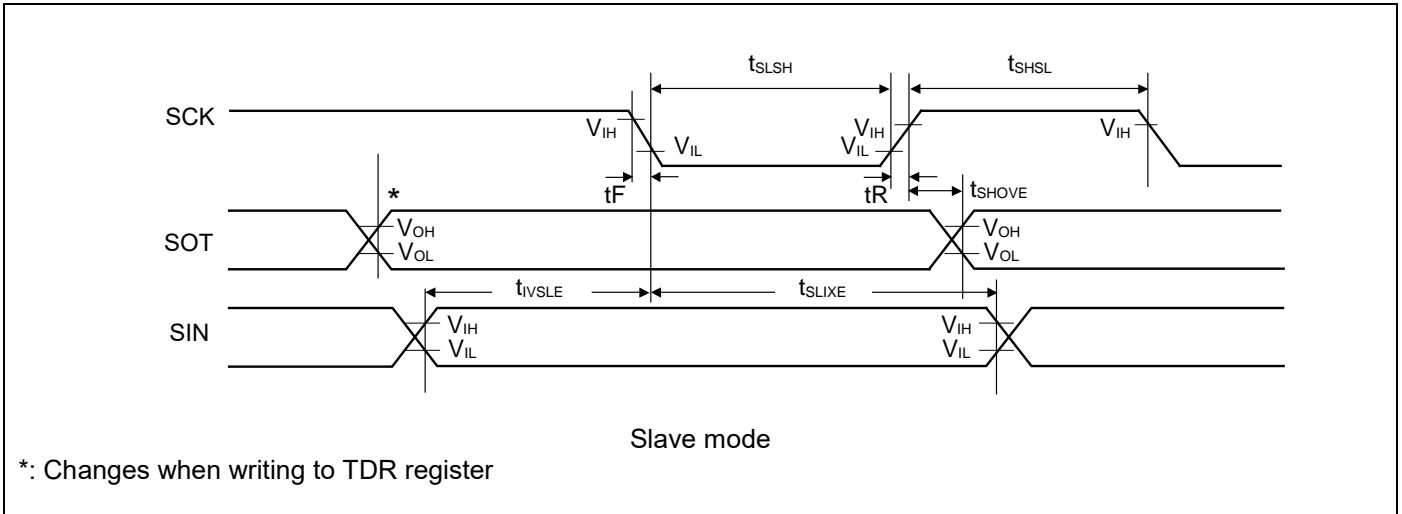 tSLSH tSHSL
SCK
VIH VIL VIL VIH VIH
tF tR tSHOVE
*
SOT
VOH VOH
VOL VOL
tIVSLE tSLIXE
SIN
VIH VIH
VIL VIL
Slave mode
*: Changes when writing to TDR register